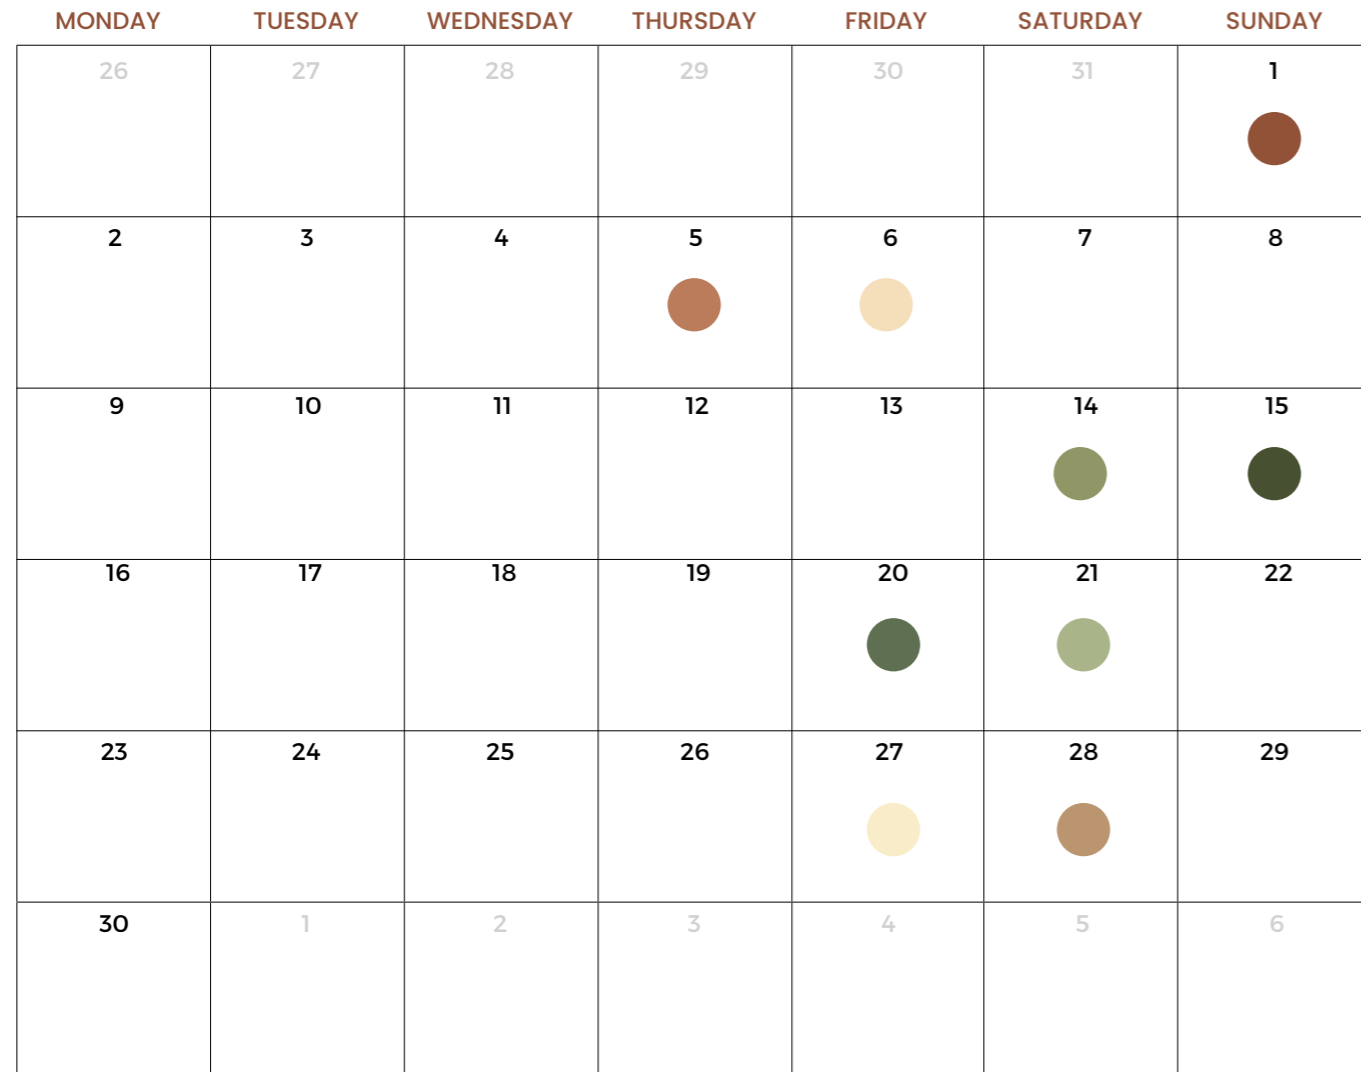 MONDAY TUESDAY WEDNESDAY THURSDAY FRIDAY SATURDAY SUNDAY
26 27 28 29 30 31 1
2 3 4 5 6 7 8
9 10 11 12 13 14 15
16 17 18 19 20 21 22
23 24 25 26 27 28 29
30 1 2 3 4 5 6